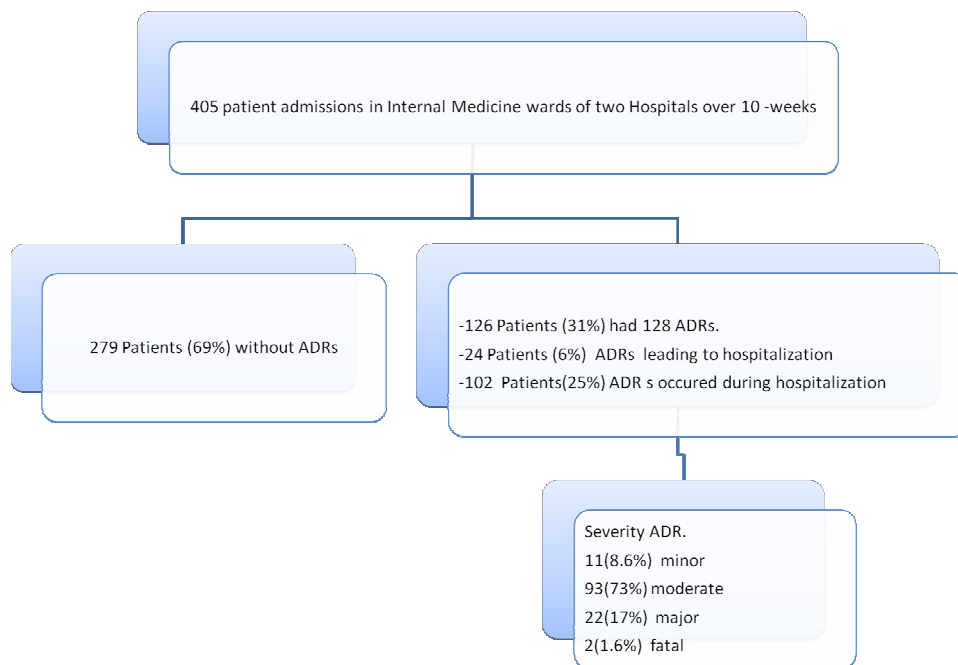 405 patient admissions in Internal Medicine wards of two Hospitals over 10 -weeks
279 Patients (69%) without ADRs
-126 Patients (31%) had 128 ADRs.
-24 Patients (6%) ADRs leading to hospitalization
-102 Patients(25%) ADR s occured during hospitalization
Severity ADR.
11(8.6%) minor
93(73%) moderate
22(17%) major
2(1.6%) fatal